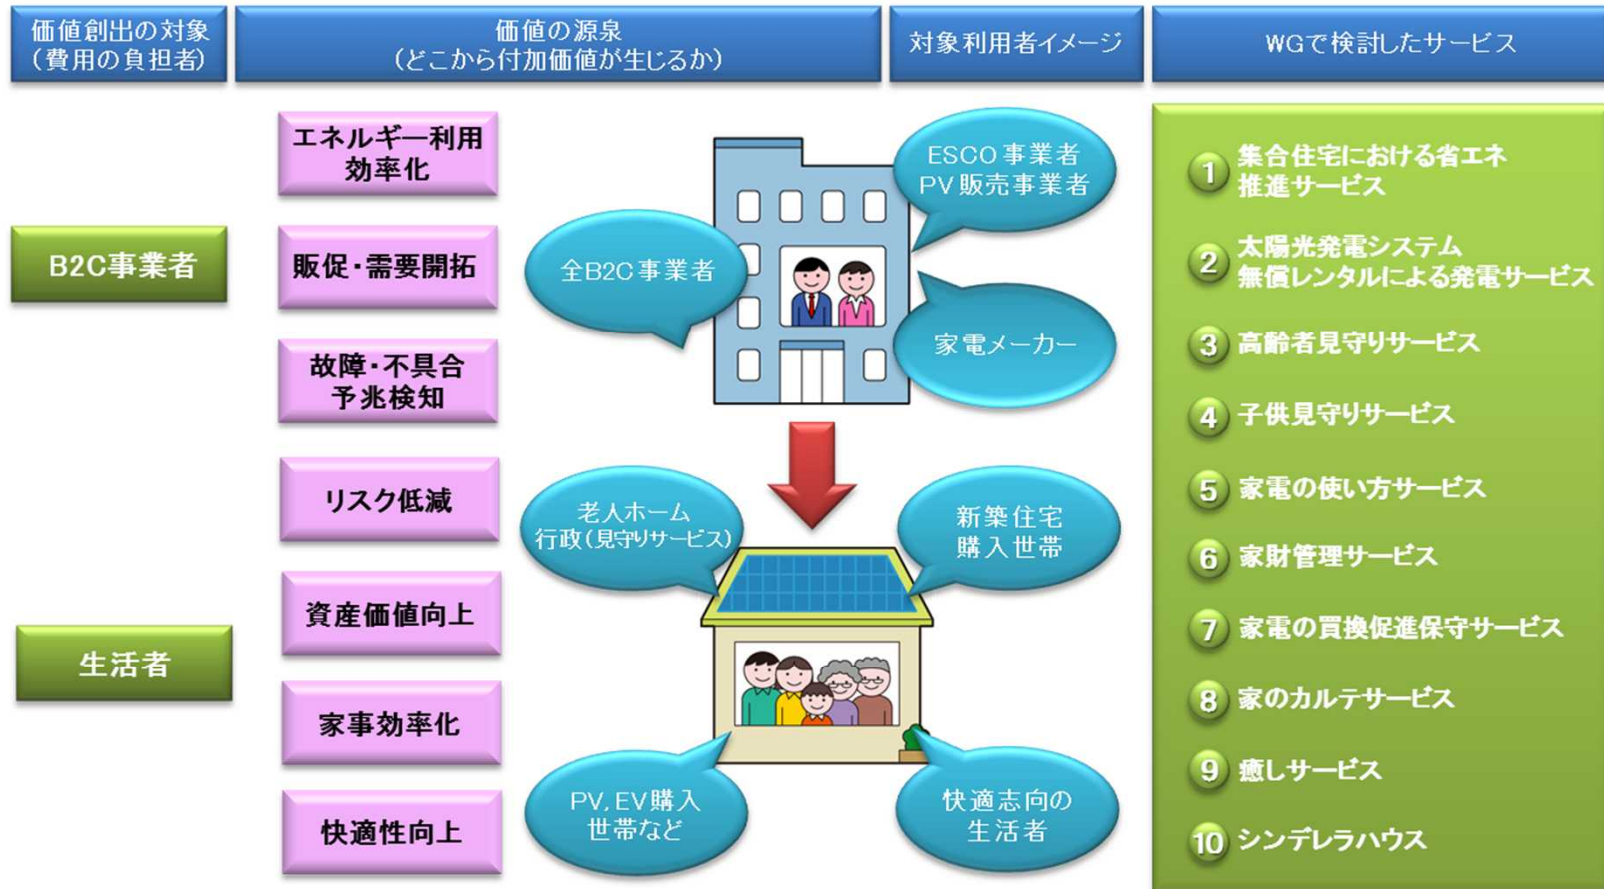 価値創出の対象
(費用の負担者)
価値の源泉
(どこから付加価値が生じるか)
対象利用者イメージ
WGで検討したサービス
B2C事業者
生活者
エネルギー利用
効率化
販促・需要開拓
故障・不具合
予兆検知
リスク低減
資産価値向上
家事効率化
快適性向上
ESCO事業者
PV販売事業者
全B2C事業者
家電メーカー
老人ホーム
行政(見守りサービス)
新築住宅
購入世帯
PV,EV購入
世帯など
快適志向の
生活者
1 集合住宅における省エネ
推進サービス
2 太陽光発電システム
無償レンタルによる発電サービス
3 高齢者見守りサービス
4 子供見守りサービス
5 家電の使い方サービス
6 家財管理サービス
7 家電の買換促進保守サービス
8 家のカルテサービス
9 癒しサービス
10 シンデレラハウス